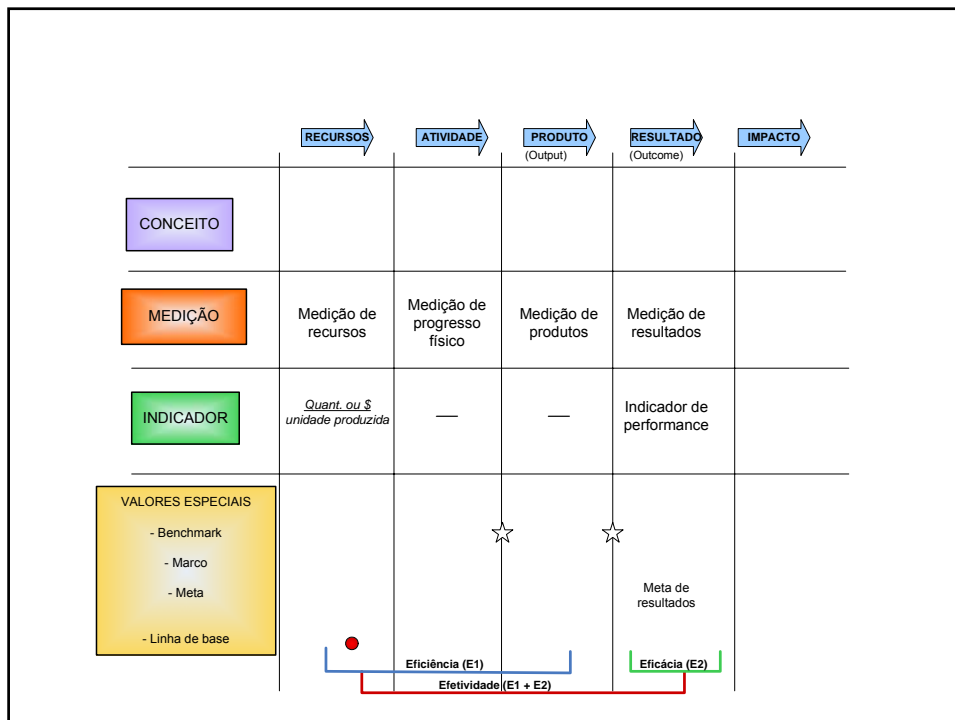 RECURSOS
ATIVIDADE
PRODUTO
RESULTADO
IMPACTO
(Output)
(Outcome)
CONCEITO
MEDIÇÃO
Medição de
recursos
Medição de
progresso
físico
Medição de
produtos
Medição de
resultados
INDICADOR
Quant. ou $
unidade produzida
—
—
Indicador de
performance
VALORES ESPECIAIS
- Benchmark
- Marco
- Meta
- Linha de base
Meta de
resultados
Eficiência (E1)
Eficácia (E2)
Efetividade (E1 + E2)